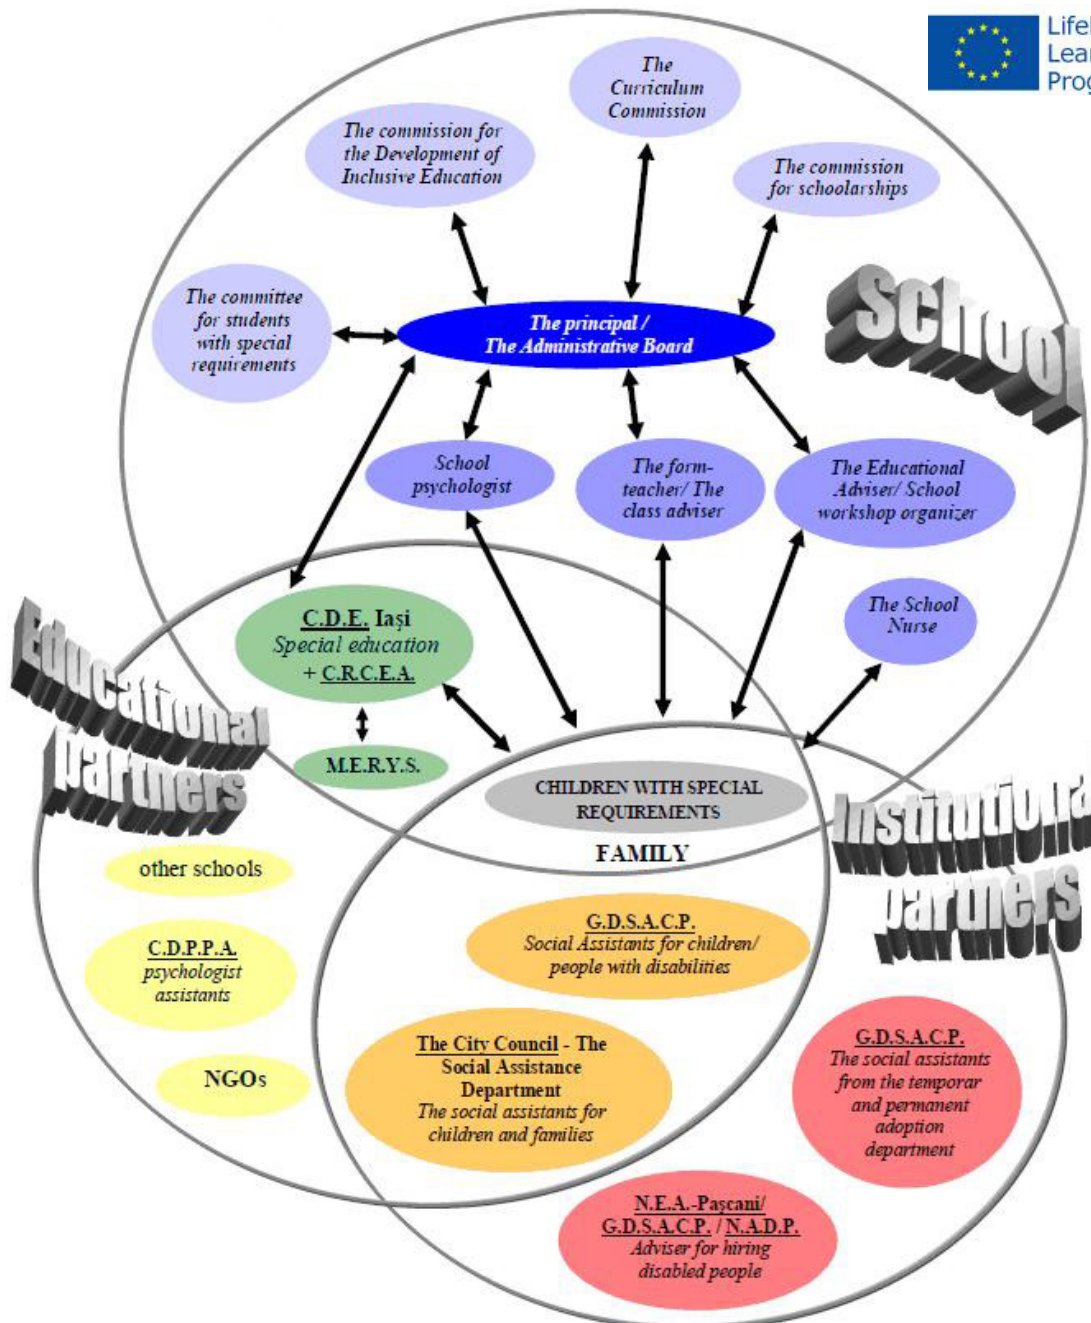 Lifel
Lear
Prog
The
Curriculum
Commission
The commission for
the Development of
Inclusive Education
The commission
for schoolarships
The committee
for students
with special
requirements
The principal /
The Administrative Board
School
School
psychologist
The form-
teacher/ The
class adviser
The Educational
Adviser/ School
workshop organizer
The School
Nurse
C.D.E. Iaşi
Special education
+ C.R.C.E.A.
M.E.R.Y.S.
Educational
partners
CHILDREN WITH SPECIAL
REQUIREMENTS
FAMILY
Institutiona
partners
other schools
C.D.P.P.A.
psychologist
assistants
NGOs
G.D.S.A.C.P.
Social Assistants for children/
people with disabilities
The City Council - The
Social Assistance
Department
The social assistants for
children and families
G.D.S.A.C.P.
The social assistants
from the temporar
and permanent
adoption
department
N.E.A.-Paşcani/
G.D.S.A.C.P. / N.A.D.P.
Adviser for hiring
disabled people